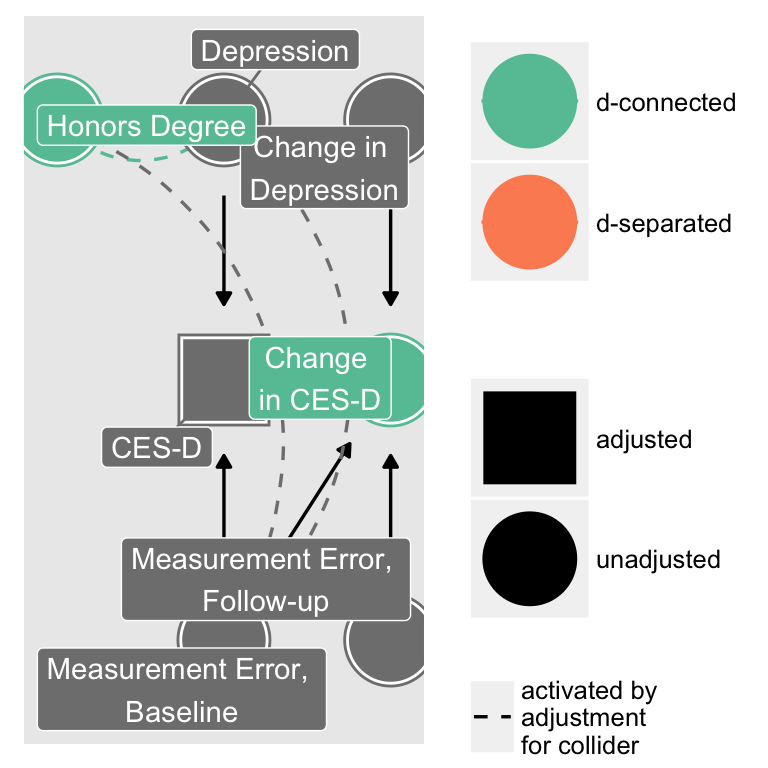 Depression
Honors Degree
Change in
Depression
Change
in CES-D
CES-D
Measurement Error,
Follow-up
Measurement Error,
Baseline
d-connected
d-separated
adjusted
unadjusted
activated by
adjustment
for collider